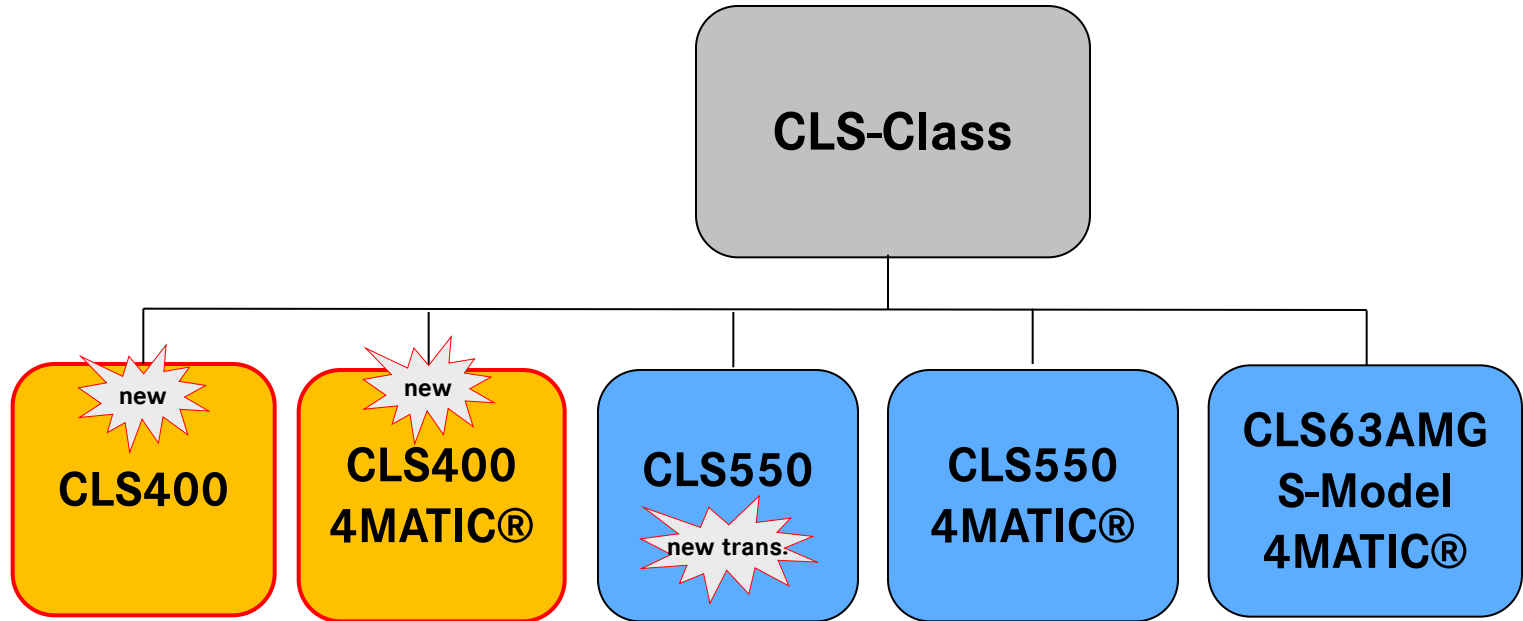 CLS-Class
new
CLS400
new
CLS400
4MATIC®
CLS550
new trans.
CLS550
4MATIC®
CLS63AMG
S-Model
4MATIC®